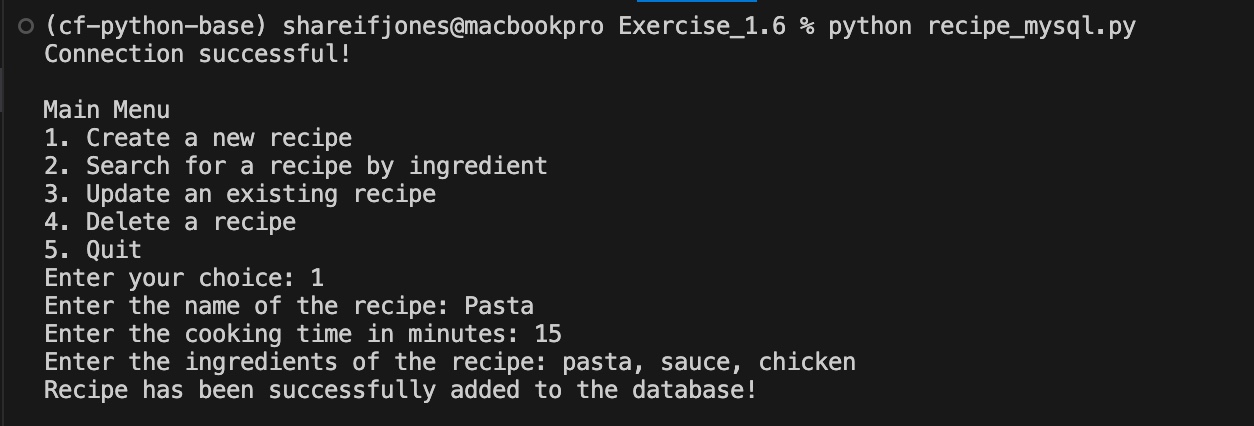 (cf-python-base) shareifjones@macbookpro Exercise_1.6 % python recipe_mysql.py
Connection successful!
Main Menu
1. Create a new recipe
2. Search for a recipe by ingredient
3. Update an existing recipe
4. Delete a recipe
5. Quit
Enter your choice: 1
Enter the name of the recipe: Pasta
Enter the cooking time in minutes: 15
Enter the ingredients of the recipe: pasta, sauce, chicken
Recipe has been successfully added to the database!